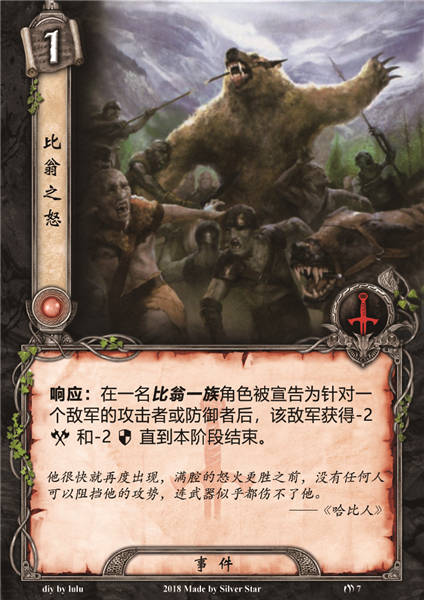 1
比翁之怒
响应：在一名比翁一族角色被宣告为针对一
个敌军的攻击者或防御者后，该敌军获得-2
和-2 直到本阶段结束。
他很快就再度出现，满腔的怒火更胜之前，没有任何人
可以阻挡他的攻势，连武器似乎都伤不了他。
——《哈比人》
事件
diy by lulu
2018 Made by Silver Star
7